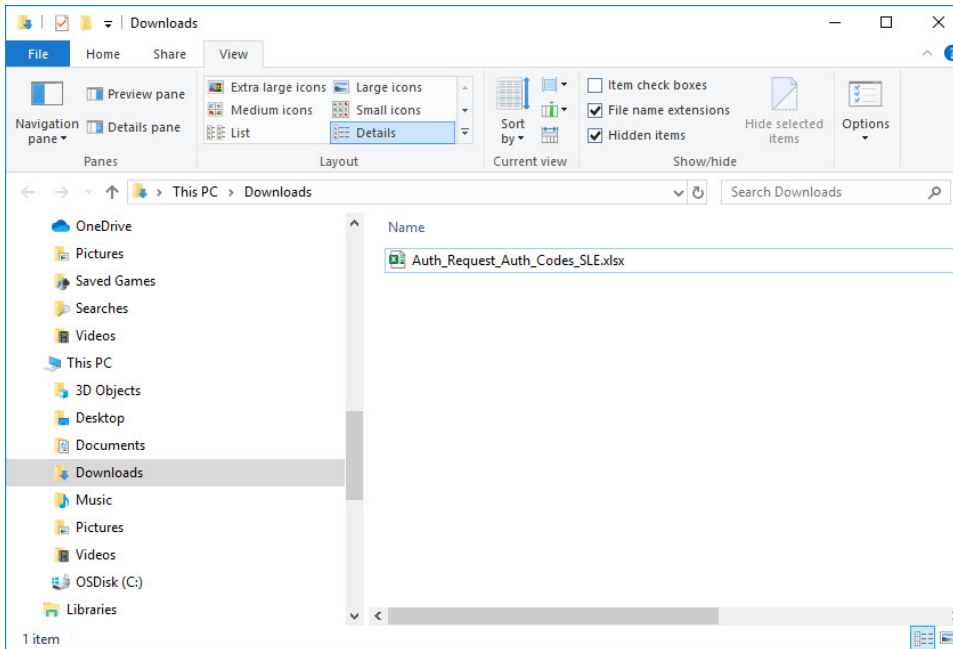 Downloads
File Home Share View
Navigation pane
Preview pane
Details pane
Panes
Extra large icons Large icons
Medium icons Small icons
List Details
Layout
Sort by
Current view
Item check boxes
File name extensions
Hidden items
Hide selected items
Show/hide
Options
This PC Downloads
Search Downloads
OneDrive
Pictures
Saved Games
Searches
Videos
This PC
3D Objects
Desktop
Documents
Downloads
Music
Pictures
Videos
OSDisk (C:)
Libraries
Name
Auth_Request_Auth_Codes_SLE.xlsx
1 item